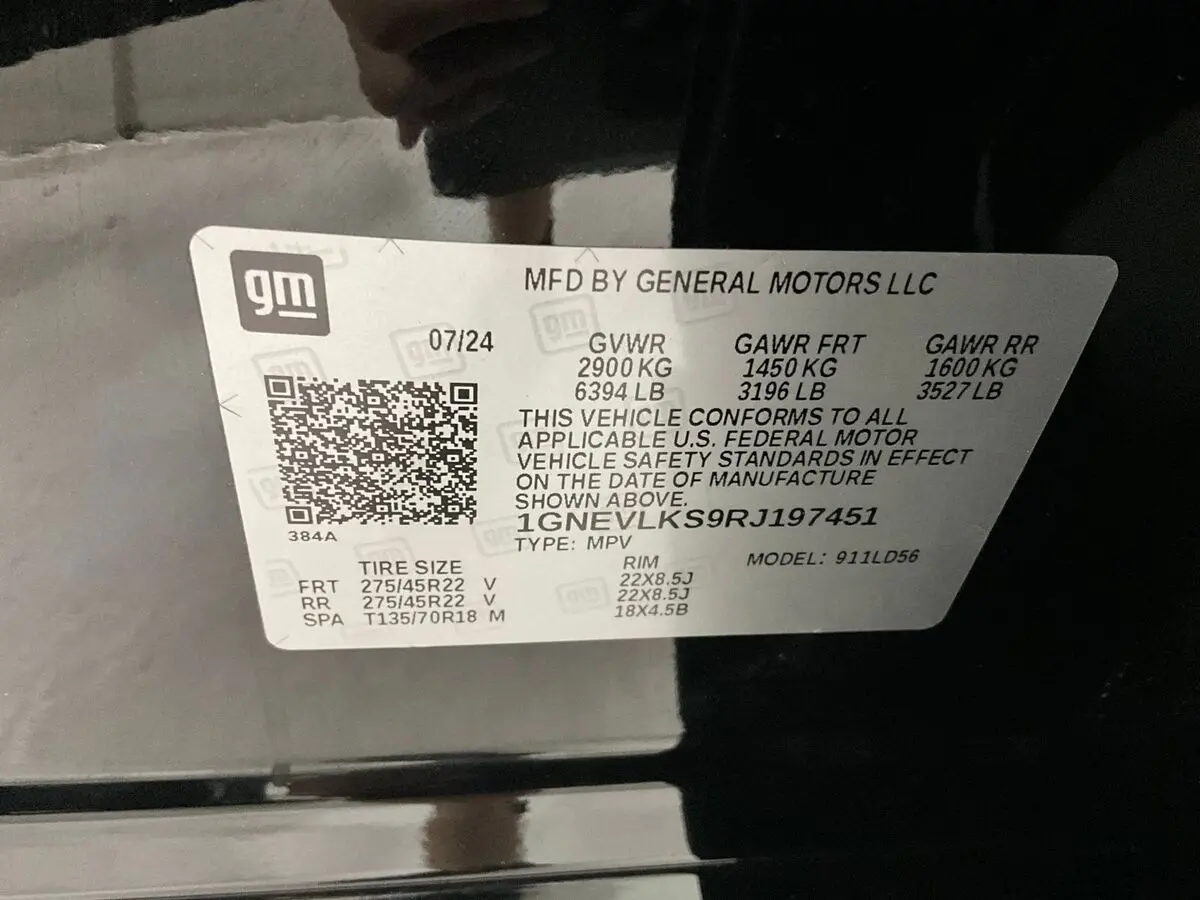 gm
MFD BY GENERAL MOTORS LLC
07/24
GVWR GAWR FRT GAWR RR
2900 KG 1450 KG 1600 KG
6394 LB 3196 LB 3527 LB
THIS VEHICLE CONFORMS TO ALL
APPLICABLE U.S. FEDERAL MOTOR
VEHICLE SAFETY STANDARDS IN EFFECT
ON THE DATE OF MANUFACTURE
SHOWN ABOVE.
1GNEVLKS9RJ197451
384A
TYPE: MPV
MODEL: 911LD56
TIRE SIZE RIM
FRT 275/45R22 V 22X8.5J
RR 275/45R22 V 22X8.5J
SPA T135/70R18 M 18X4.5B